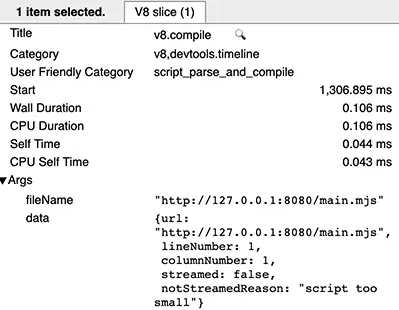 1 item selected. V8 slice (1)
Title v8.compile
Category v8,devtools.timeline
User Friendly Category script_parse_and_compile
Start 1,306.895 ms
Wall Duration 0.106 ms
CPU Duration 0.106 ms
Self Time 0.044 ms
CPU Self Time 0.043 ms
▼Args
fileName "http://127.0.0.1:8080/main.mjs"
data {url:
"http://127.0.0.1:8080/main.mjs",
lineNumber: 1,
columnNumber: 1,
streamed: false,
notStreamedReason: "script too
small"}